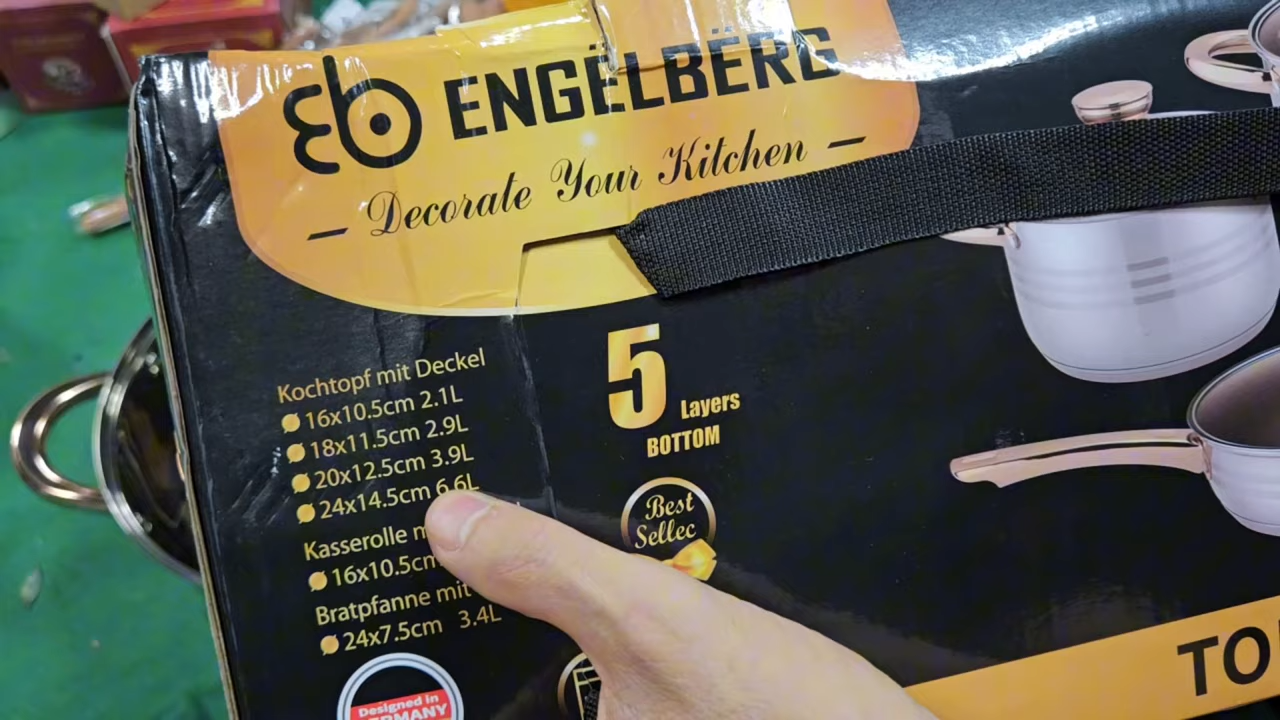 ENGËLBËRG
— Decorate Your Kitchen —
Kochtopf mit Deckel
16x10.5cm 2.1L
18x11.5cm 2.9L
20x12.5cm 3.9L
24x14.5cm 6.6L
Kasserolle
16x10.5cm
Bratpfanne mit
24x7.5cm 3.4L
5
Layers
BOTTOM
Best
Sellec
Designed in
GERMANY